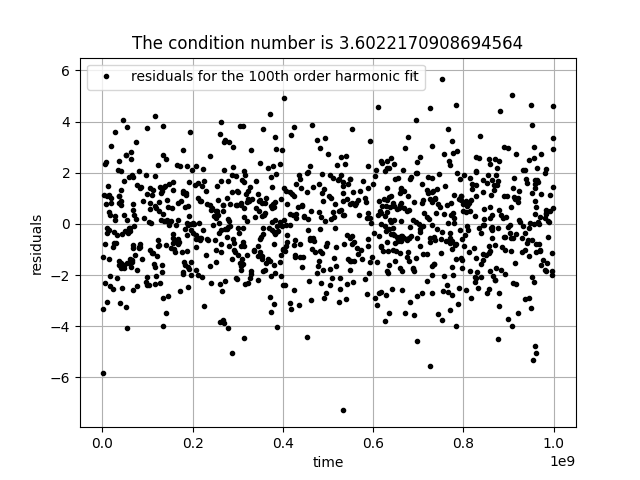 The condition number is 3.6022170908694564
residuals for the 100th order harmonic fit
6
4
2
0
−2
−4
−6
residuals
0.0 0.2 0.4 0.6 0.8 1.0
1e9
time